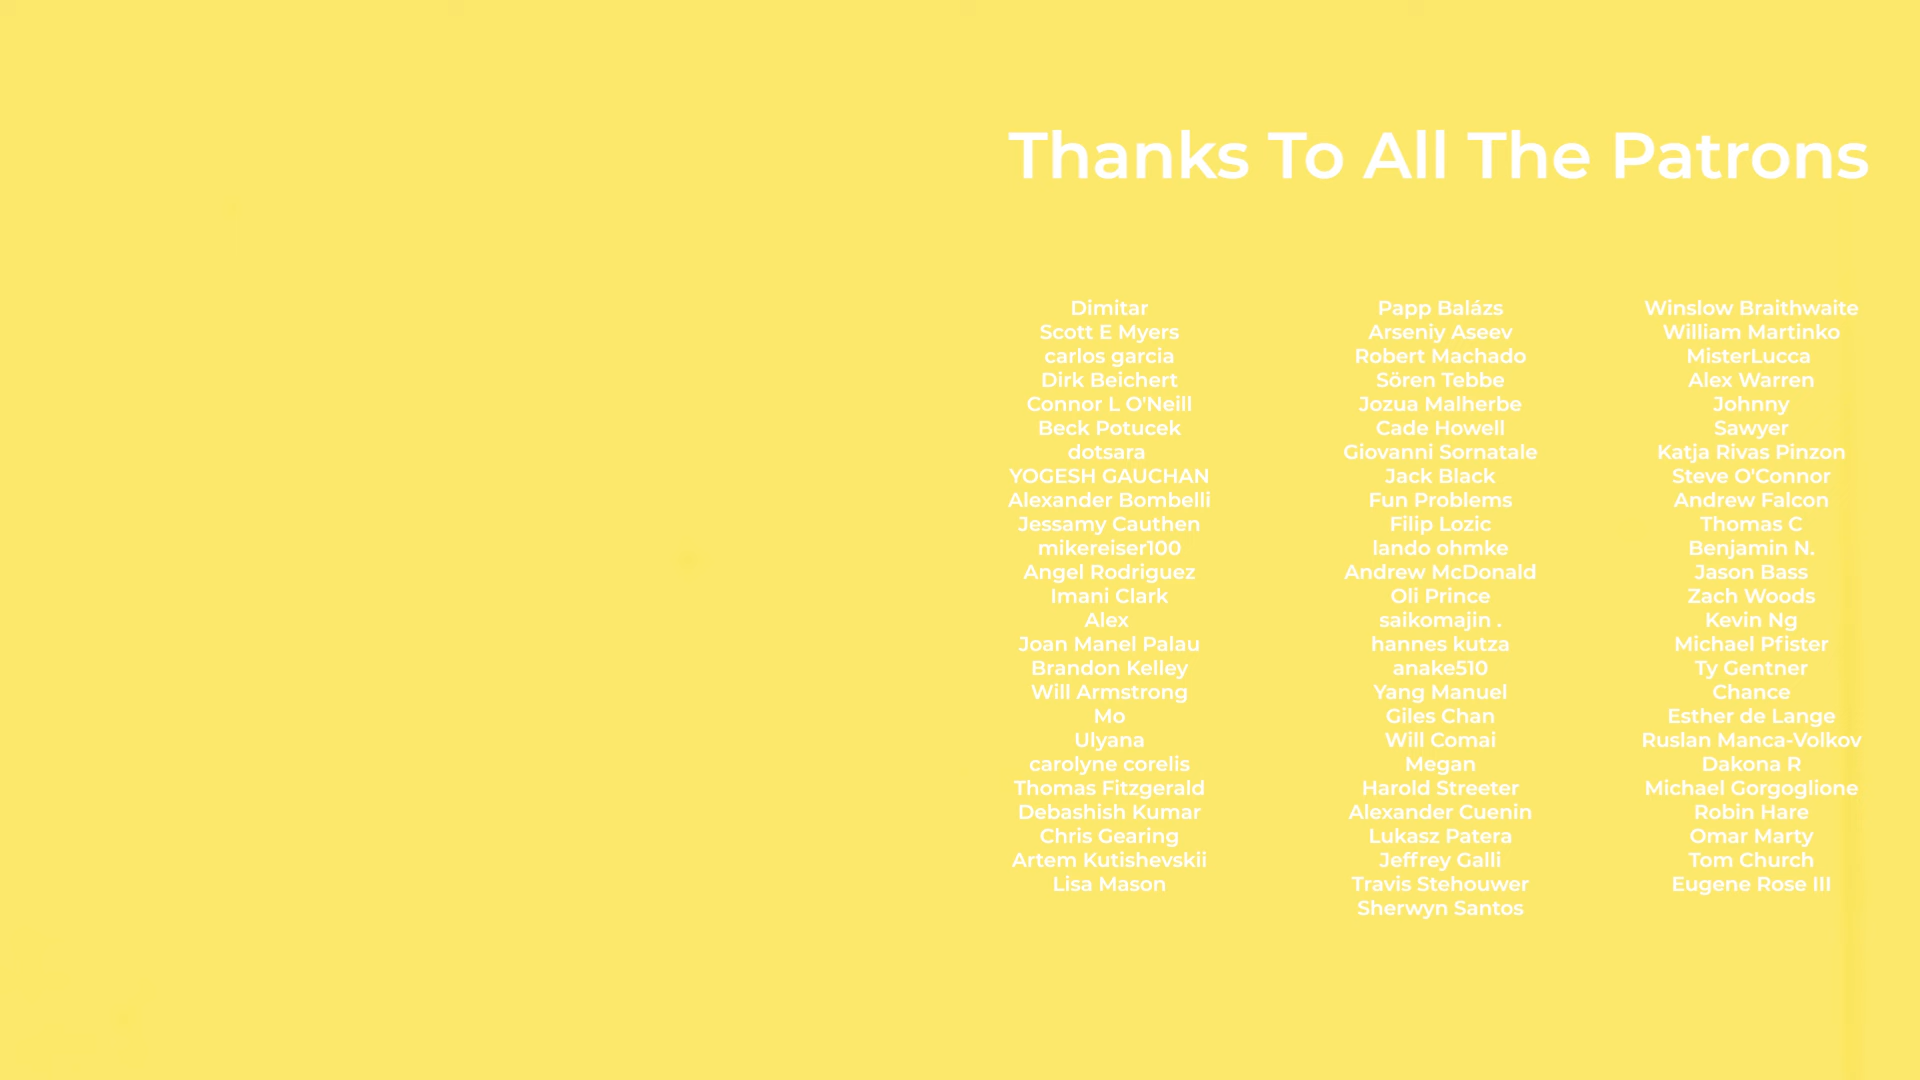 Thanks To All The Patrons
Dimitar
Scott E Myers
carlos garcia
Dirk Beichert
Connor L O'Neill
Beck Potucek
dotsara
YOGESH GAUCHAN
Alexander Bombelli
Jessamy Cauthen
mikereiser100
Angel Rodriguez
Imani Clark
Alex
Joan Manel Palau
Brandon Kelley
Will Armstrong
Mo
Ulyana
carolyne corelis
Thomas Fitzgerald
Debashish Kumar
Chris Gearing
Artem Kutishevskii
Lisa Mason
Papp Balázs
Arseniy Aseev
Robert Machado
Sören Tebbe
Jozua Malherbe
Cade Howell
Giovanni Sornatale
Jack Black
Fun Problems
Filip Lozic
lando ohmke
Andrew McDonald
Oli Prince
saikomajin .
hannes kutza
anake510
Yang Manuel
Giles Chan
Will Comai
Megan
Harold Streeter
Alexander Cuenin
Lukasz Patera
Jeffrey Galli
Travis Stehouwer
Sherwyn Santos
Winslow Braithwaite
William Martinko
MisterLucca
Alex Warren
Johnny
Sawyer
Katja Rivas Pinzon
Steve O'Connor
Andrew Falcon
Thomas C
Benjamin N.
Jason Bass
Zach Woods
Kevin Ng
Michael Pfister
Ty Gentner
Chance
Esther de Lange
Ruslan Manca-Volkov
Dakona R
Michael Gorgoglione
Robin Hare
Omar Marty
Tom Church
Eugene Rose III